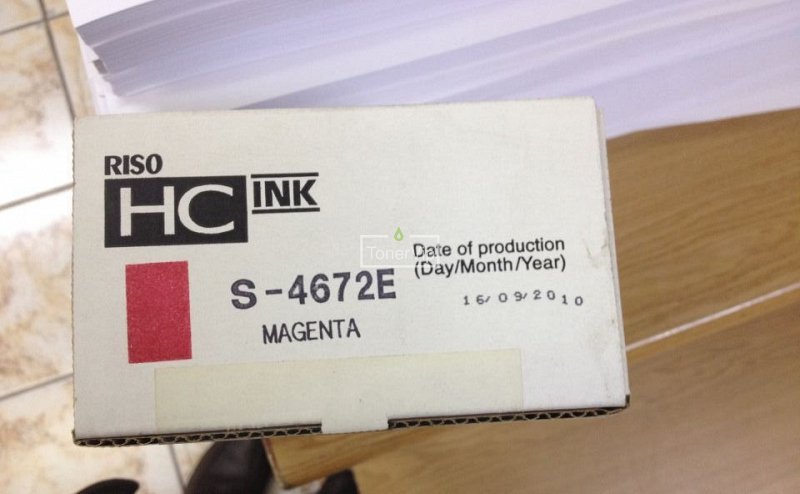 RISO
HC INK
S-4672E
MAGENTA
Date of production
(Day/Month/Year)
16/09/2010